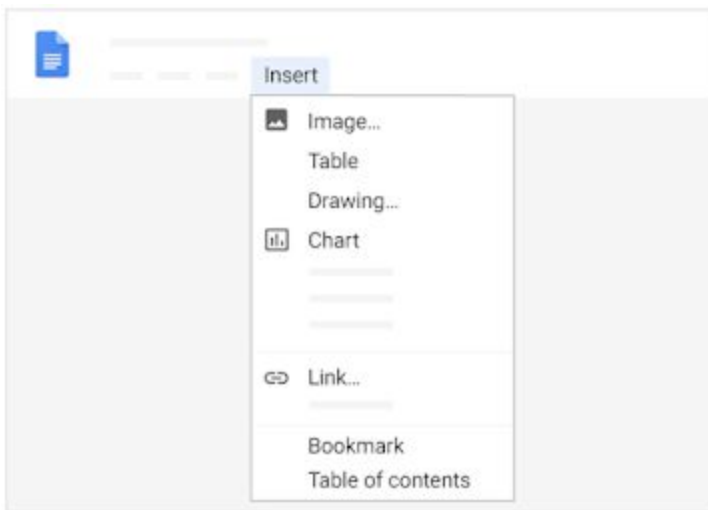 Insert
Image...
Table
Drawing...
Chart
Link...
Bookmark
Table of contents